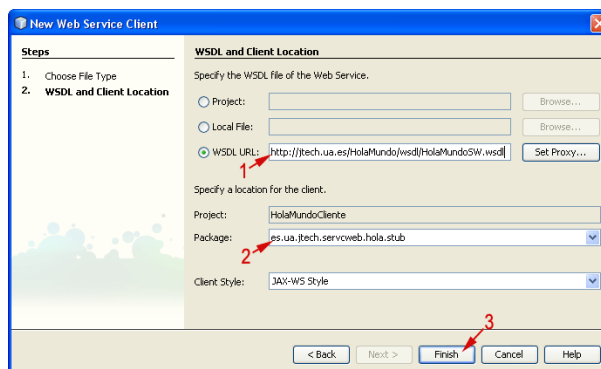 New Web Service Client
Steps
1. Choose File Type
2. WSDL and Client Location
WSDL and Client Location
Specify the WSDL file of the Web Service.
Project:
Browse...
Local File:
Browse...
WSDL URL: http://jtech.ua.es/HolaMundo/wsdl/HolaMundoSW.wsdl Set Proxy...
1
Specify a location for the client.
Project: HolaMundoCliente
Package: es.ua.jtech.servcweb.hola.stub
2
Client Style: JAX-WS Style
3
< Back Next > Finish Cancel Help